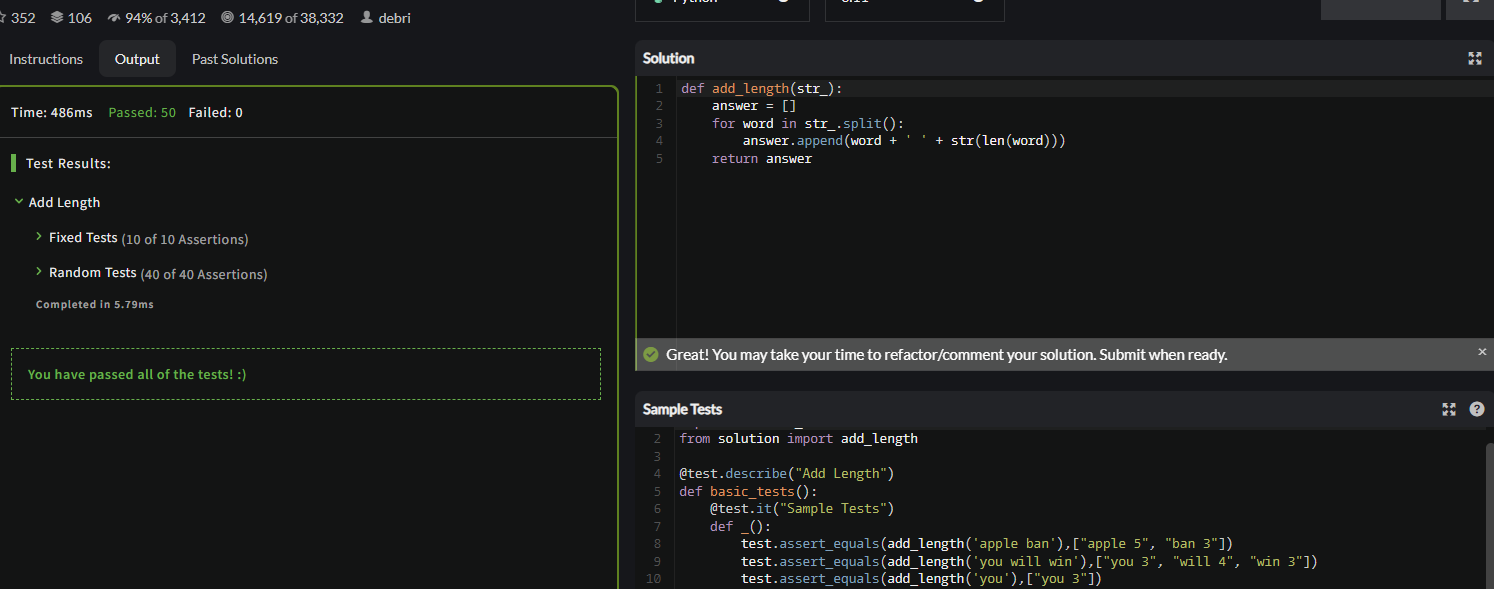 352 106 94% of 3,412 14,619 of 38,332 debri
Instructions Output Past Solutions
Time: 486ms Passed: 50 Failed: 0
Test Results:
Add Length
Fixed Tests (10 of 10 Assertions)
Random Tests (40 of 40 Assertions)
Completed in 5.79ms
You have passed all of the tests! :)
Solution
1 def add_length(str_):
2     answer = []
3     for word in str_.split():
4         answer.append(word + ' ' + str(len(word)))
5     return answer
Great! You may take your time to refactor/comment your solution. Submit when ready.
Sample Tests
2 from solution import add_length
3
4 @test.describe("Add Length")
5 def basic_tests():
6     @test.it("Sample Tests")
7     def _():
8         test.assert_equals(add_length('apple ban'),["apple 5", "ban 3"])
9         test.assert_equals(add_length('you will win'),["you 3", "will 4", "win 3"])
10         test.assert_equals(add_length('you'),["you 3"])